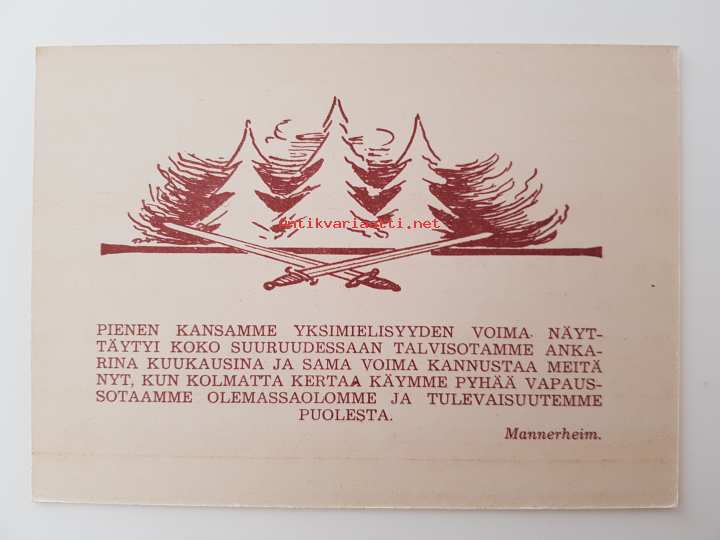 antikvariaatti.net
PIENEN KANSAMME YKSIMIELISYYDEN VOIMA NÄYT-
TÄYTYI KOKO SUURUUDESSAAN TALVISOTAMME ANKA-
RINA KUUKAUSINA JA SAMA VOIMA KANNUSTAA MEITÄ
NYT, KUN KOLMATTA KERTAA KÄYMME PYHÄÄ VAPAUS-
SOTAAMME OLEMASSAOLOMME JA TULEVAISUUTEMME
PUOLESTA.
Mannerheim.